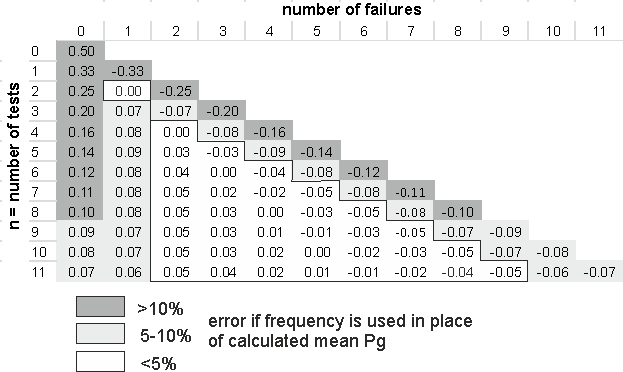 number of failures
0 1 2 3 4 5 6 7 8 9 10 11
n = number of tests
0 0.50
1 0.33 -0.33
2 0.25 0.00 -0.25
3 0.20 0.07 -0.07 -0.20
4 0.16 0.08 0.00 -0.08 -0.16
5 0.14 0.09 0.03 -0.03 -0.09 -0.14
6 0.12 0.08 0.04 0.00 -0.04 -0.08 -0.12
7 0.11 0.08 0.05 0.02 -0.02 -0.05 -0.08 -0.11
8 0.10 0.08 0.05 0.03 0.00 -0.03 -0.05 -0.08 -0.10
9 0.09 0.07 0.05 0.03 0.01 -0.01 -0.03 -0.05 -0.07 -0.09
10 0.08 0.07 0.05 0.03 0.02 0.00 -0.02 -0.03 -0.05 -0.07 -0.08
11 0.07 0.06 0.05 0.04 0.02 0.01 -0.01 -0.02 -0.04 -0.05 -0.06 -0.07
>10%
5-10%
<5%
error if frequency is used in place
of calculated mean Pg